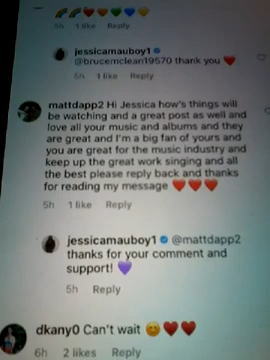 5h 1 like Reply
jessicamauboy1
@brucemclean19570 thank you ❤️
5h 1 like Reply
mattdapp2 Hi Jessica how's things will
be watching and a great post as well and
love all your music and albums and they
are great and I'm a big fan of yours and
you are great for the music industry and
keep up the great work singing and all
the best please reply back and thanks
for reading my message ❤️❤️❤️
5h 1 like Reply
jessicamauboy1 @mattdapp2
thanks for your comment and
support! 💜
5h Reply
dkany0 Can't wait 😊❤️❤️
6h 2 likes Reply